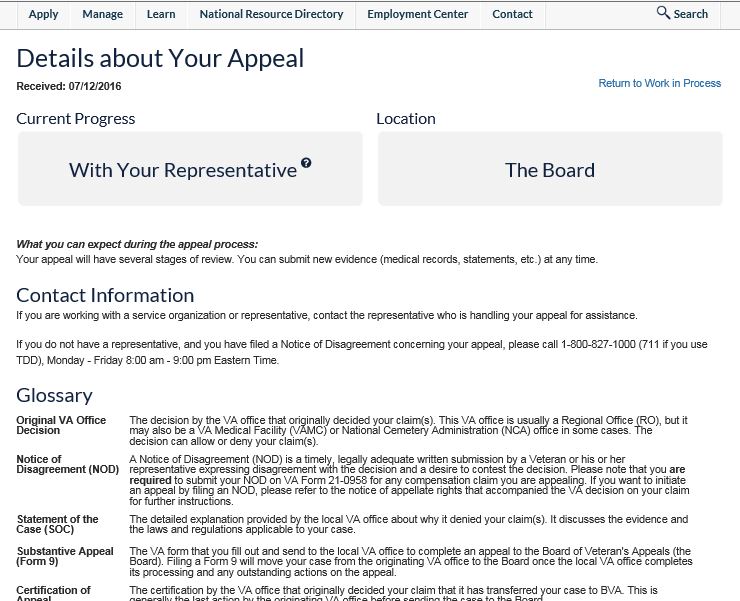 Apply Manage Learn National Resource Directory Employment Center Contact Search
Details about Your Appeal
Received: 07/12/2016
Return to Work in Process
Current Progress
Location
With Your Representative ?
The Board
What you can expect during the appeal process:
Your appeal will have several stages of review. You can submit new evidence (medical records, statements, etc.) at any time.
Contact Information
If you are working with a service organization or representative, contact the representative who is handling your appeal for assistance.
If you do not have a representative, and you have filed a Notice of Disagreement concerning your appeal, please call 1-800-827-1000 (711 if you use
TDD), Monday - Friday 8:00 am - 9:00 pm Eastern Time.
Glossary
Original VA Office
Decision
The decision by the VA office that originally decided your claim(s). This VA office is usually a Regional Office (RO), but it
may also be a VA Medical Facility (VAMC) or National Cemetery Administration (NCA) office in some cases. The
decision can allow or deny your claim(s).
Notice of
Disagreement (NOD)
A Notice of Disagreement (NOD) is a timely, legally adequate written submission by a Veteran or his or her
representative expressing disagreement with the decision and a desire to contest the decision. Please note that you are
required to submit your NOD on VA Form 21-0958 for any compensation claim you are appealing. If you want to initiate
an appeal by filing an NOD, please refer to the notice of appellate rights that accompanied the VA decision on your claim
for further instructions.
Statement of the
Case (SOC)
The detailed explanation provided by the local VA office about why it denied your claim(s). It discusses the evidence and
the laws and regulations applicable to your case.
Substantive Appeal
(Form 9)
The VA form that you fill out and send to the local VA office to complete an appeal to the Board of Veteran's Appeals (the
Board). Filing a Form 9 will move your case from the originating VA office to the Board once the local VA office completes
its processing and any outstanding actions on the appeal.
Certification of
Appeal
The certification by the VA office that originally decided your claim that it has transferred your case to BVA. This is
generally the last action by the originating VA office before sending the case to the Board.